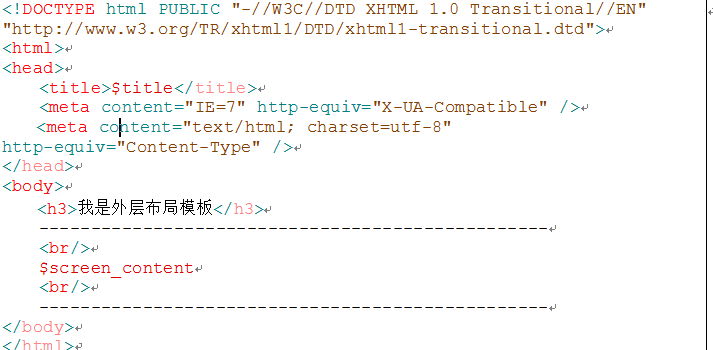 <!DOCTYPE html PUBLIC "-//W3C//DTD XHTML 1.0 Transitional//EN"
"http://www.w3.org/TR/xhtml1/DTD/xhtml1-transitional.dtd">
<html>
<head>
<title>$title</title>
<meta content="IE=7" http-equiv="X-UA-Compatible" />
<meta content="text/html; charset=utf-8"
http-equiv="Content-Type" />
</head>
<body>
<h3>我是外层布局模板</h3>
-------------------------------------------------
<br/>
$screen_content
<br/>
-------------------------------------------------
</body>
</html>